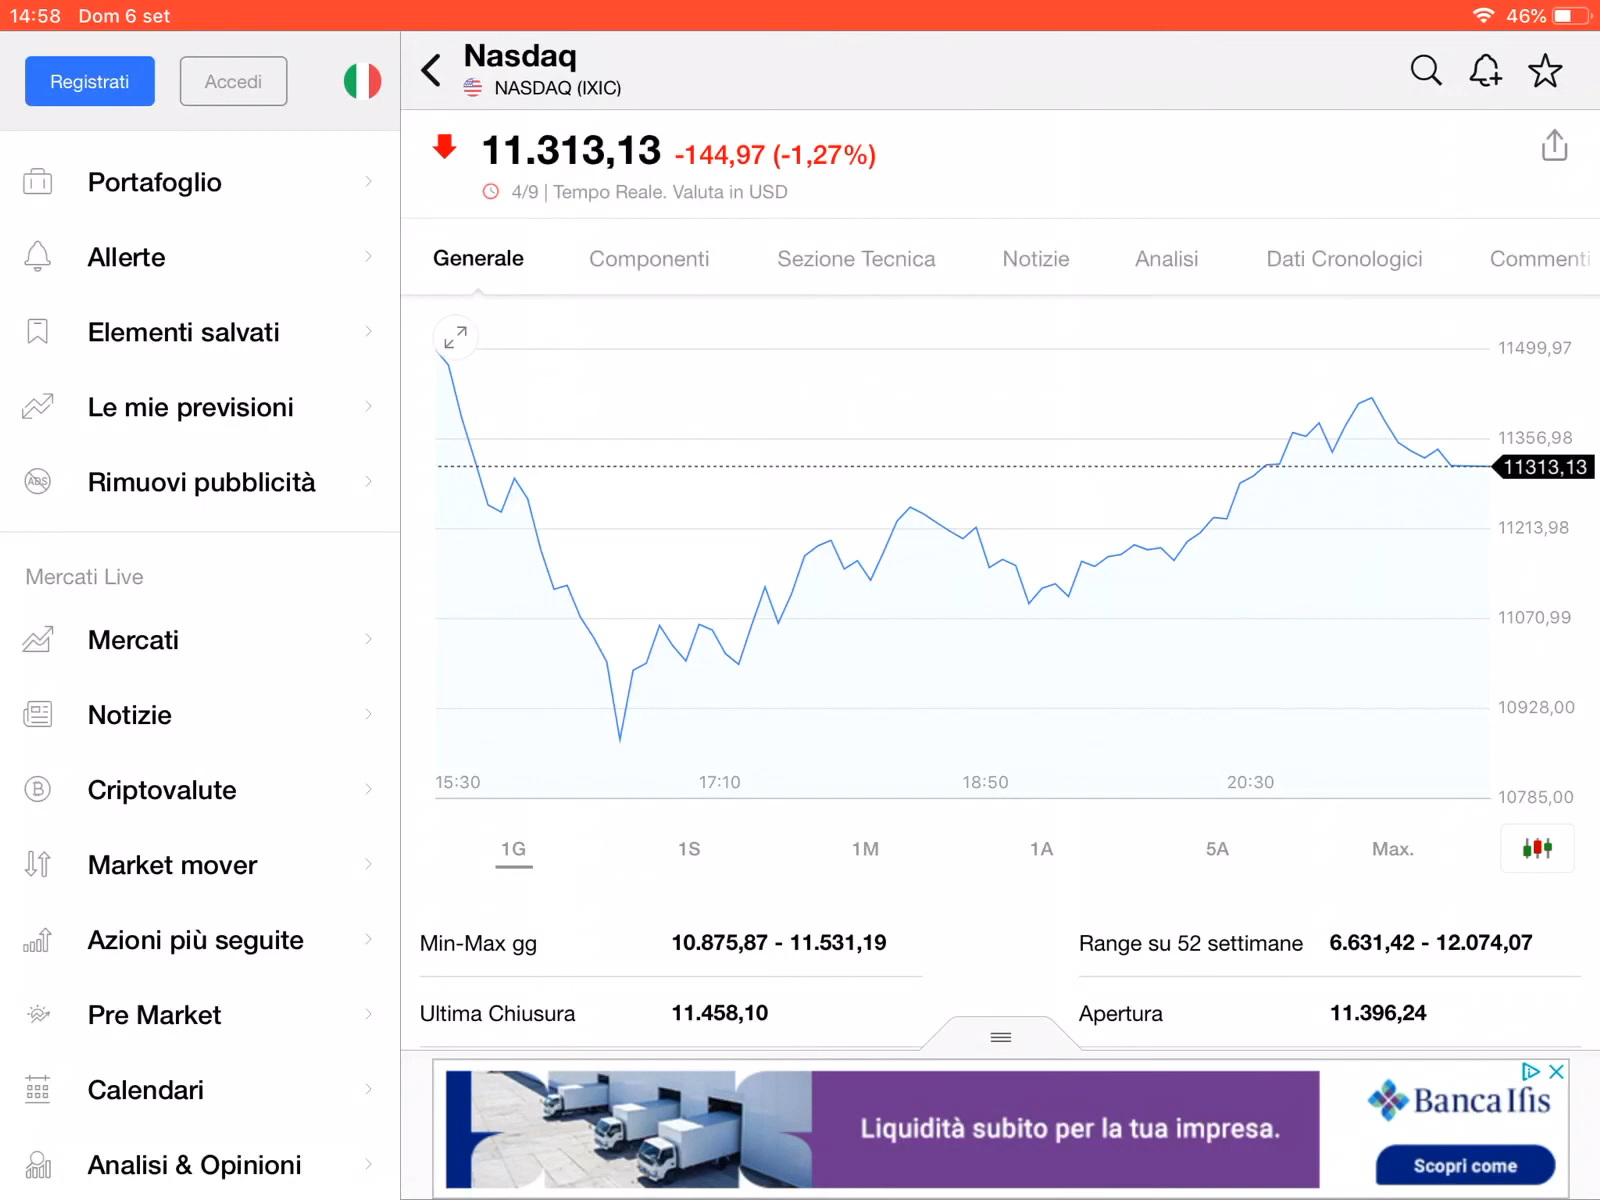 14:58 Dom 6 set 46%
Registrati Accedi
Portafoglio
Allerte
Elementi salvati
Le mie previsioni
ADS Rimuovi pubblicità
Mercati Live
Mercati
Notizie
Criptovalute
Market mover
Azioni più seguite
Pre Market
Calendari
Analisi & Opinioni
Nasdaq
NASDAQ (IXIC)
11.313,13 -144,97 (-1,27%)
4/9 | Tempo Reale. Valuta in USD
Generale Componenti Sezione Tecnica Notizie Analisi Dati Cronologici Commenti
11499,97
11356,98
11313,13
11213,98
11070,99
10928,00
15:30 17:10 18:50 20:30
10785,00
1G 1S 1M 1A 5A Max.
Min-Max gg 10.875,87 - 11.531,19 Range su 52 settimane 6.631,42 - 12.074,07
Ultima Chiusura 11.458,10 Apertura 11.396,24
Liquidità subito per la tua impresa.
Banca Ifis
Scopri come